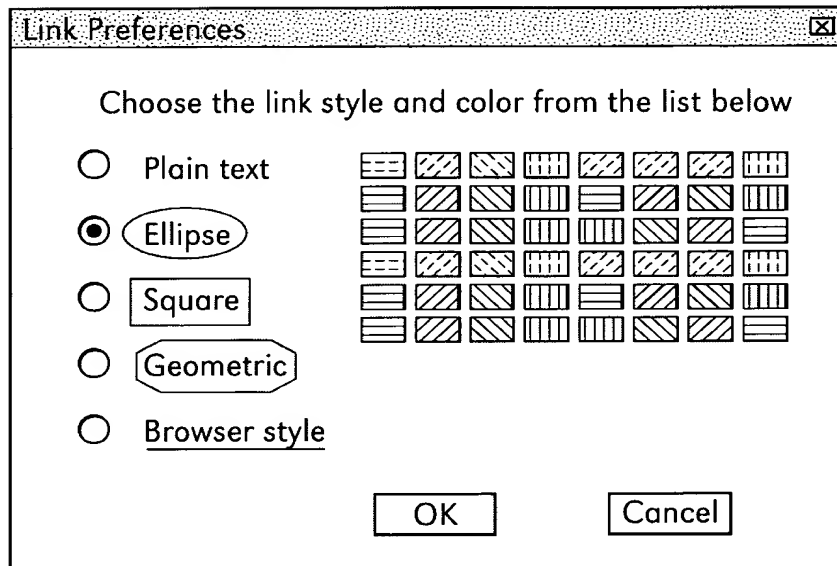 Link Preferences
Choose the link style and color from the list below
Plain text
Ellipse
Square
Geometric
Browser style
OK Cancel